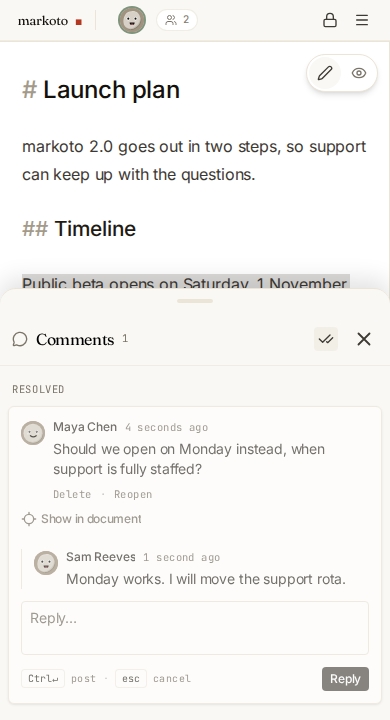 markoto
2
# Launch plan
markoto 2.0 goes out in two steps, so support
can keep up with the questions.
## Timeline
Public beta opens on Saturday, 1 November
Comments 1
RESOLVED
Maya Chen 4 seconds ago
Should we open on Monday instead, when
support is fully staffed?
Delete · Reopen
Show in document
Sam Reeves 1 second ago
Monday works. I will move the support rota.
Reply...
Ctrl↵ post · esc cancel
Reply